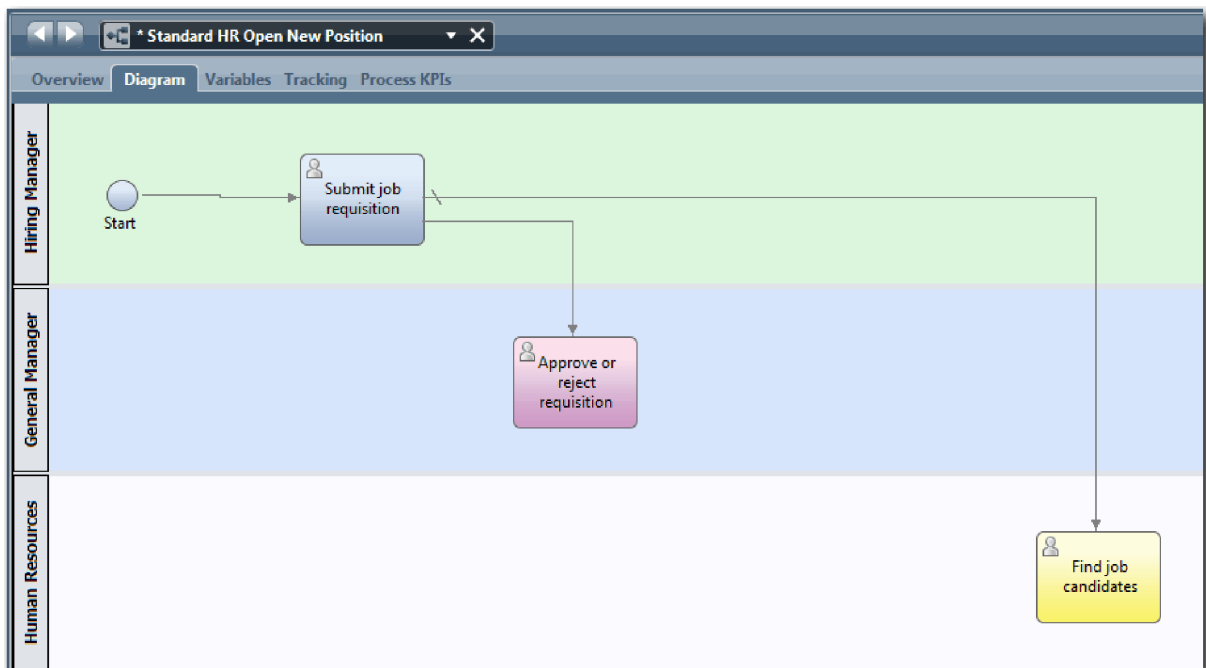 * Standard HR Open New Position
Overview Diagram Variables Tracking Process KPIs
Hiring Manager
Start
Submit job
requisition
General Manager
Approve or
reject
requisition
Human Resources
Find job
candidates